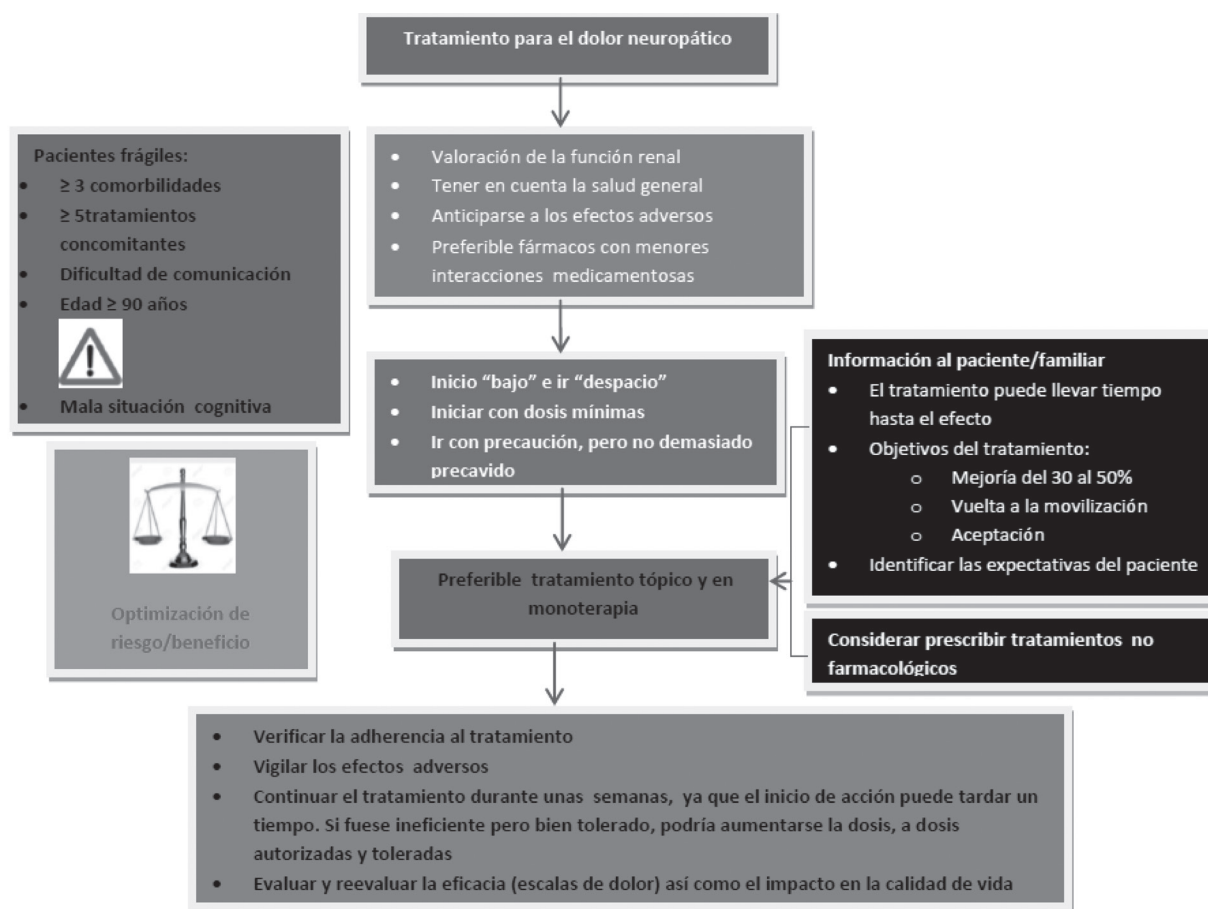 Tratamiento para el dolor neuropático
Pacientes frágiles:
• ≥ 3 comorbilidades
• ≥ 5tratamientos
concomitantes
• Dificultad de comunicación
• Edad ≥ 90 años
• Mala situación cognitiva
Optimización de
riesgo/beneficio
• Valoración de la función renal
• Tener en cuenta la salud general
• Anticiparse a los efectos adversos
• Preferible fármacos con menores
interacciones medicamentosas
• Inicio “bajo” e ir “despacio”
• Iniciar con dosis mínimas
• Ir con precaución, pero no demasiado
precavido
Información al paciente/familiar
• El tratamiento puede llevar tiempo
hasta el efecto
• Objetivos del tratamiento:
o Mejoría del 30 al 50%
o Vuelta a la movilización
o Aceptación
• Identificar las expectativas del paciente
Preferible tratamiento tópico y en
monoterapia
Considerar prescribir tratamientos no
farmacológicos
• Verificar la adherencia al tratamiento
• Vigilar los efectos adversos
• Continuar el tratamiento durante unas semanas, ya que el inicio de acción puede tardar un
tiempo. Si fuese ineficiente pero bien tolerado, podría aumentarse la dosis, a dosis
autorizadas y toleradas
• Evaluar y reevaluar la eficacia (escalas de dolor) así como el impacto en la calidad de vida